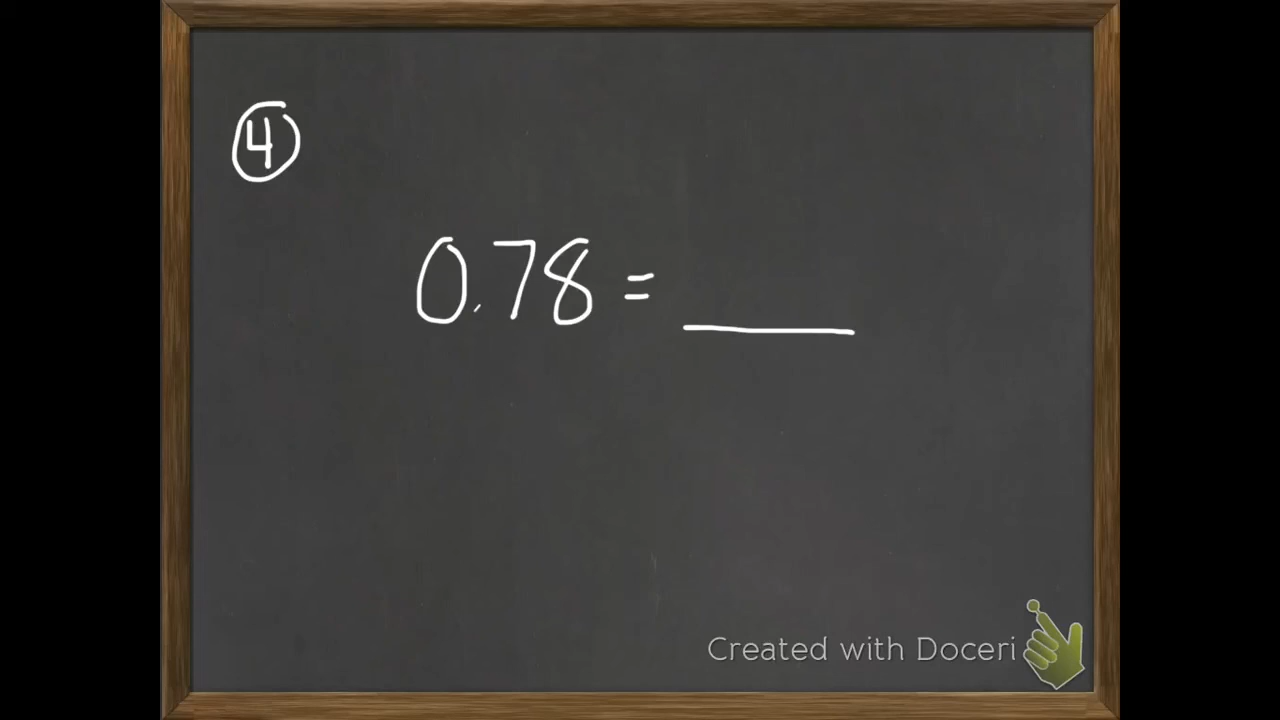 4
0.78 = ____
Created with Doceri